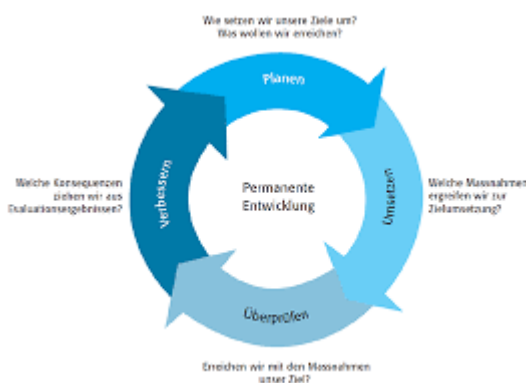 Wie setzen wir unsere Ziele um?
Was wollen wir erreichen?
Planen
Welche Konsequenzen
ziehen wir aus
Evaluationsergebnissen?
Verbessern
Permanente
Entwicklung
Umsetzen
Welche Massnahmen
ergreifen wir zur
Zielumsetzung?
Überprüfen
Erreichen wir mit den Massnahmen
unser Ziel?